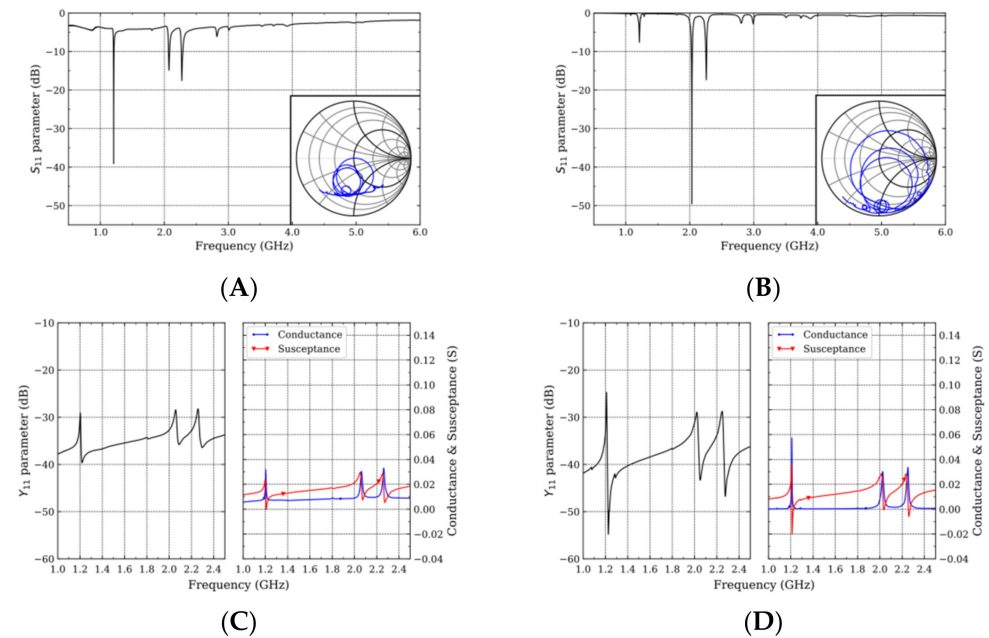 0
−10
−20
−30
−40
−50
S11 parameter (dB)
1.0 2.0 3.0 4.0 5.0 6.0
Frequency (GHz)
(A)
0
−10
−20
−30
−40
−50
S11 parameter (dB)
1.0 2.0 3.0 4.0 5.0 6.0
Frequency (GHz)
(B)
−10
−20
−30
−40
−50
−60
Y11 parameter (dB)
1.0 1.2 1.4 1.6 1.8 2.0 2.2 2.4
Conductance
Susceptance
0.14
0.12
0.10
0.08
0.06
0.04
0.02
0.00
−0.02
−0.04
Conductance & Susceptance (S)
1.0 1.2 1.4 1.6 1.8 2.0 2.2 2.4
Frequency (GHz)
(C)
−10
−20
−30
−40
−50
−60
Y11 parameter (dB)
1.0 1.2 1.4 1.6 1.8 2.0 2.2 2.4
Conductance
Susceptance
0.14
0.12
0.10
0.08
0.06
0.04
0.02
0.00
−0.02
−0.04
Conductance & Susceptance (S)
1.0 1.2 1.4 1.6 1.8 2.0 2.2 2.4
Frequency (GHz)
(D)